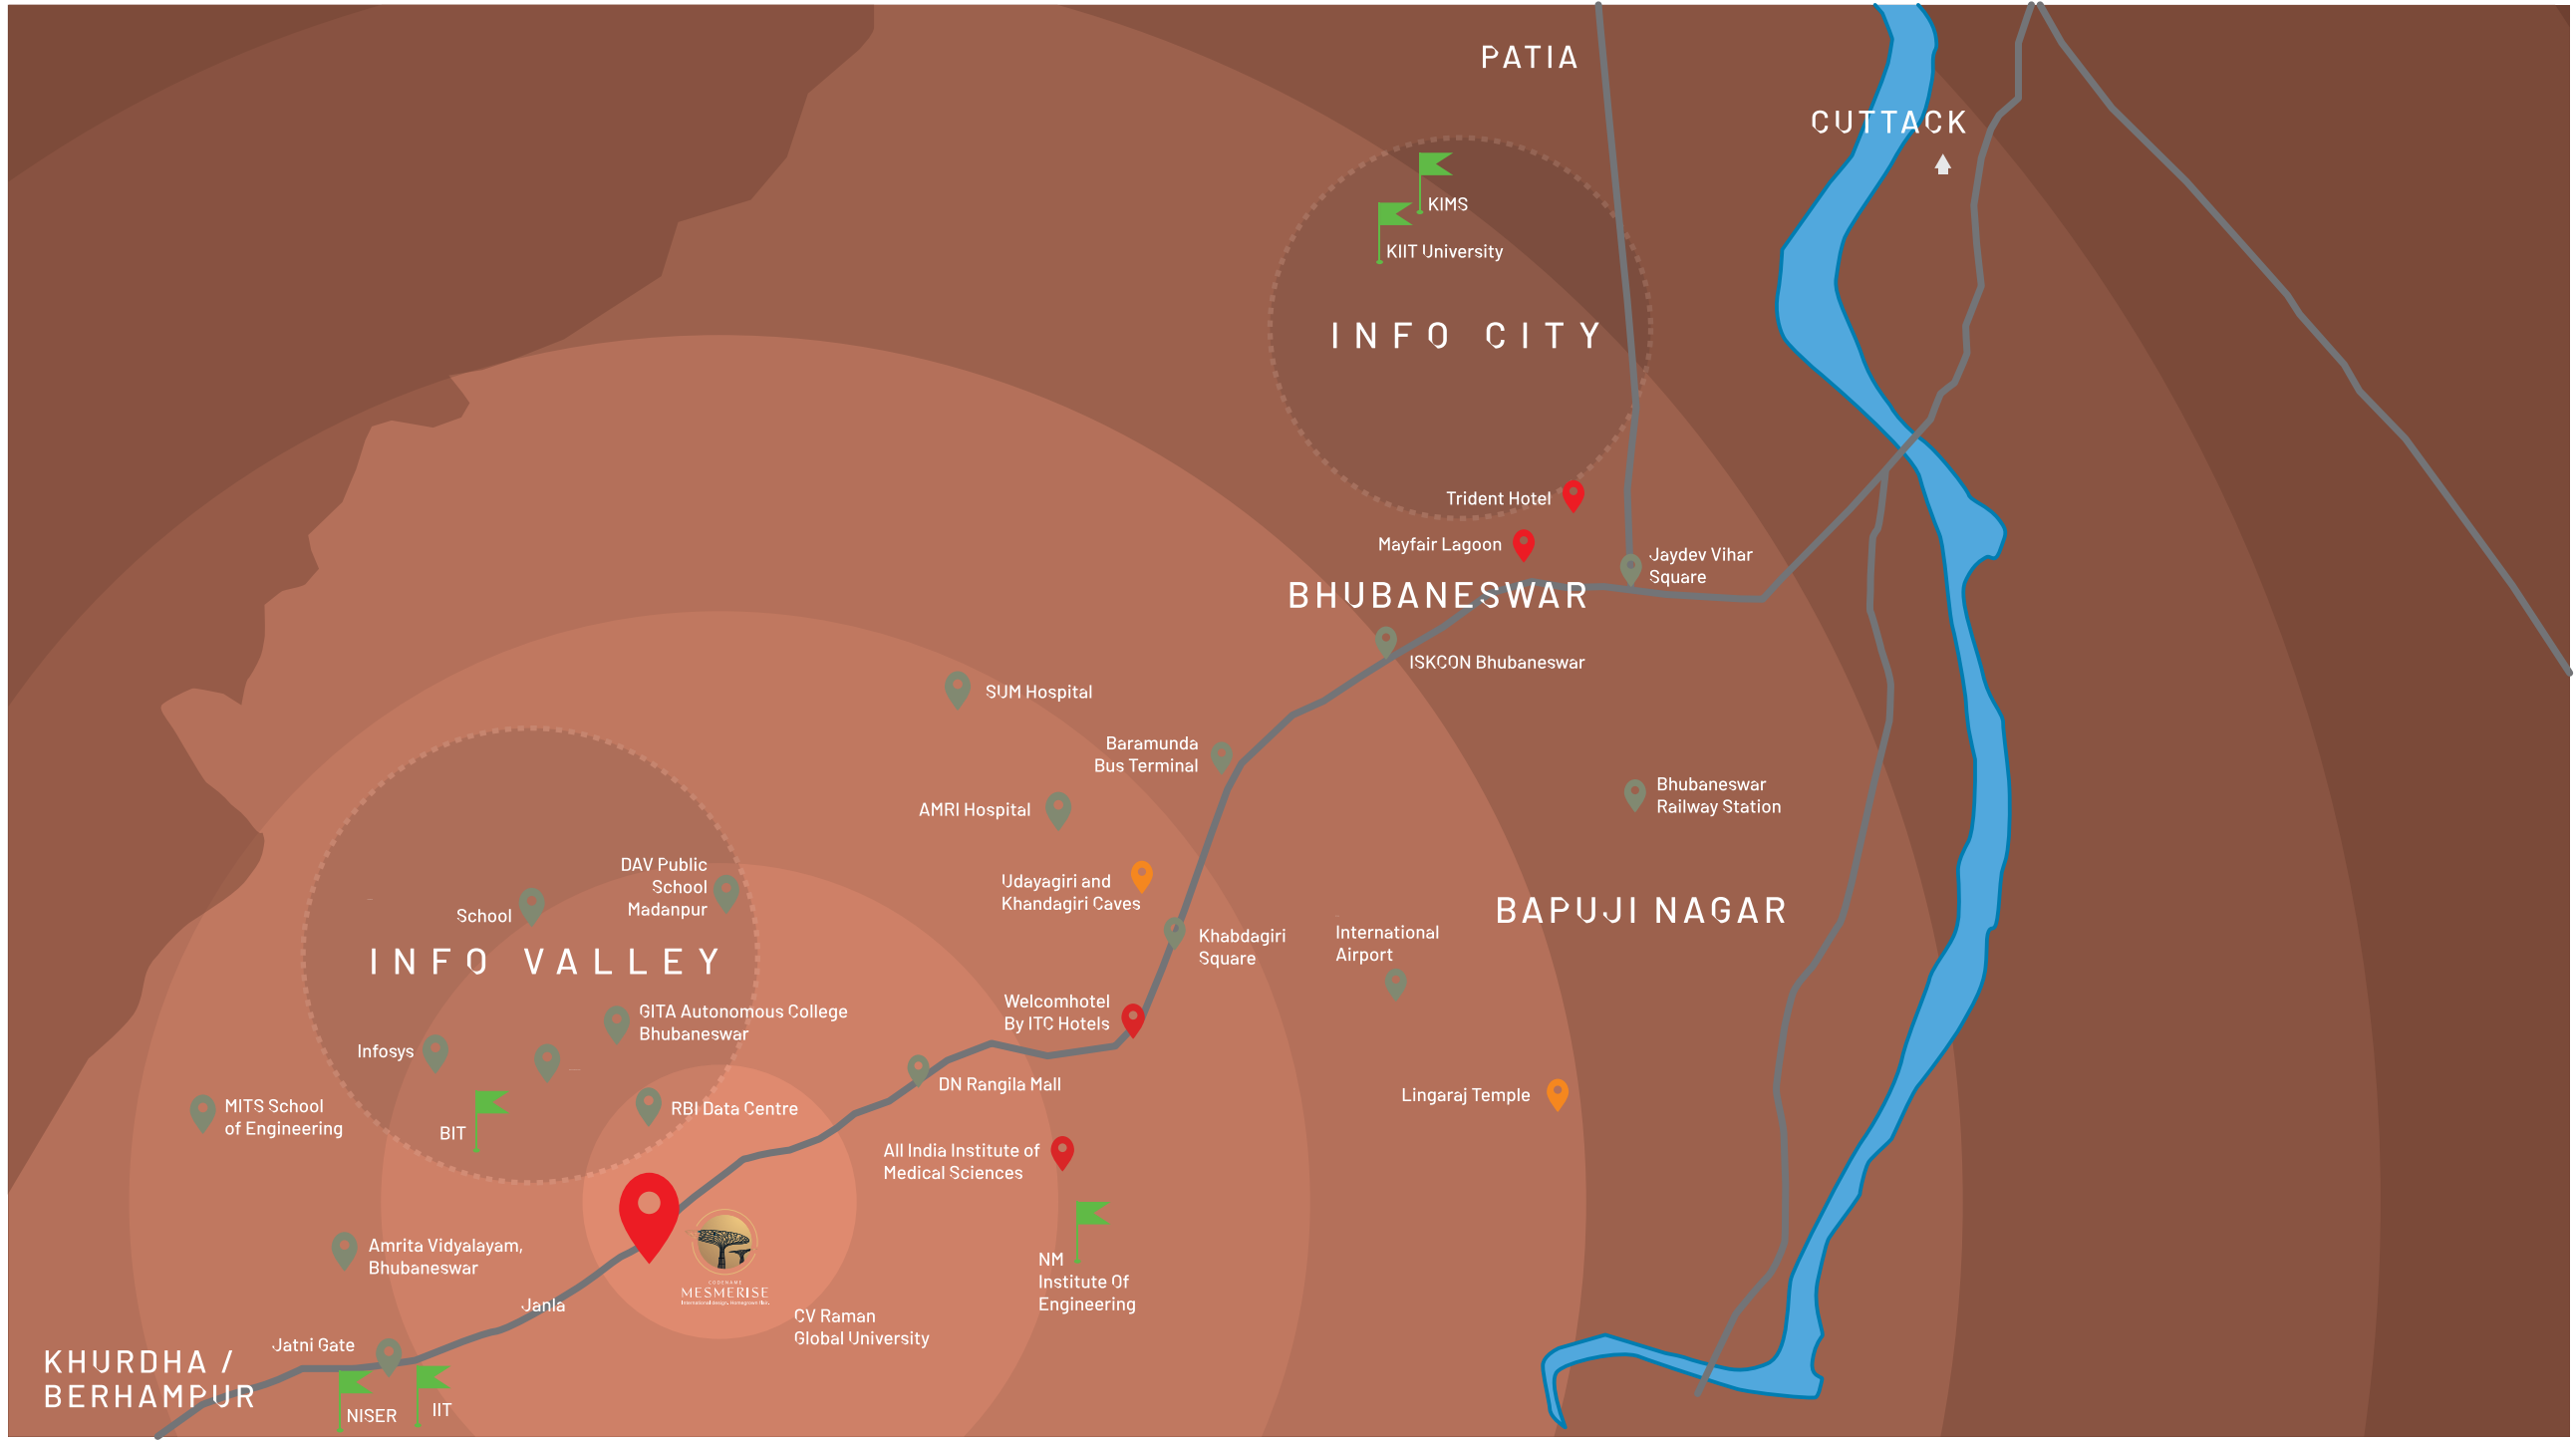 PATIA
CUTTACK
KIMS
KIIT University
INFO CITY
Trident Hotel
Mayfair Lagoon
Jaydev Vihar
Square
BHUBANESWAR
ISKCON Bhubaneswar
SUM Hospital
Baramunda
Bus Terminal
AMRI Hospital
Bhubaneswar
Railway Station
DAV Public
School
Madanpur
School
Udayagiri and
Khandagiri Caves
Khabdagiri
Square
International
Airport
BAPUJI NAGAR
INFO VALLEY
GITA Autonomous College
Bhubaneswar
Welcomhotel
By ITC Hotels
Infosys
DN Rangila Mall
Lingaraj Temple
MITS School
of Engineering
BIT
RBI Data Centre
All India Institute of
Medical Sciences
Amrita Vidyalayam,
Bhubaneswar
NM
Institute Of
Engineering
CODENAME
MESMERISE
Janla
CV Raman
Global University
Jatni Gate
KHURDHA /
BERHAMPUR
NISER
IIT